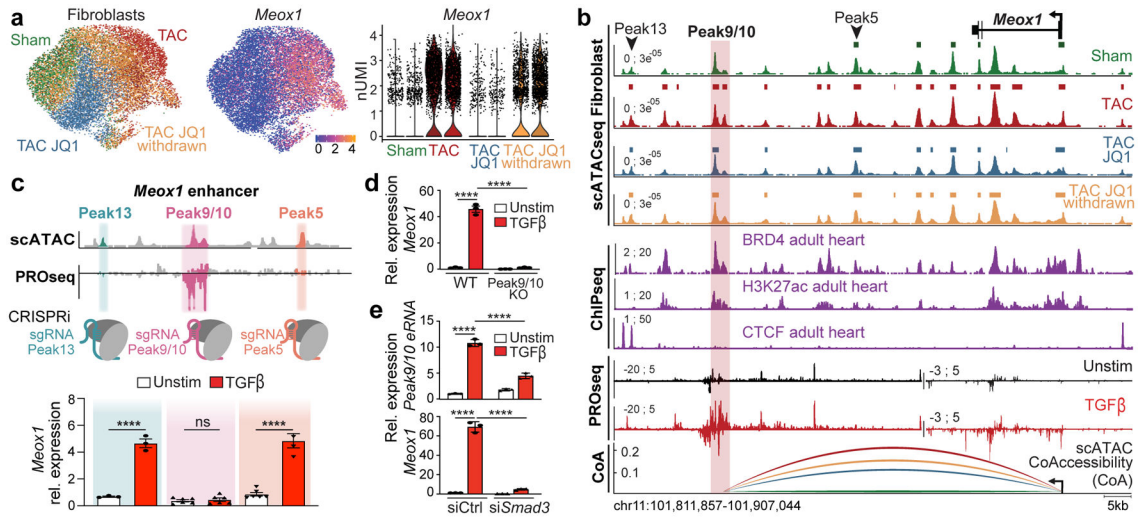 a
Fibroblasts
Sham
TAC
TAC JQ1
TAC JQ1
withdrawn
Meox1
0 2 4
Meox1
nUMI
4
3
2
1
0
Sham TAC TAC JQ1 TAC JQ1 withdrawn
b
Peak13
Peak9/10
Peak5
Meox1
scATACseq Fibroblast
0 ; 3e-05
Sham
0 ; 3e-05
TAC
0 ; 3e-05
TAC
JQ1
0 ; 3e-05
TAC JQ1
withdrawn
ChIPseq
2 ; 20
BRD4 adult heart
1 ; 20
H3K27ac adult heart
1 ; 50
CTCF adult heart
PROseq
-20 ; 5
-3 ; 5
Unstim
-20 ; 5
-3 ; 5
TGFβ
CoA
0.2
0.1
scATAC
CoAccessibility
(CoA)
chr11:101,811,857-101,907,044
5kb
c
Meox1 enhancer
Peak13 Peak9/10 Peak5
scATAC
PROseq
CRISPRi
sgRNA
Peak13
sgRNA
Peak9/10
sgRNA
Peak5
Unstim TGFβ
Meox1
rel. expression
8
6
4
2
0
****
ns
****
d
Rel. expression
Meox1
60
40
20
0
****
****
Unstim
TGFβ
WT
Peak9/10
KO
e
Rel. expression
Peak9/10 eRNA
15
10
5
0
****
****
Unstim
TGFβ
Rel. expression
Meox1
80
60
40
20
0
****
****
siCtrl siSmad3